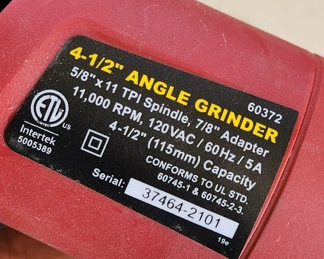 60372
4-1/2" ANGLE GRINDER
5/8" x 11 TPI Spindle, 7/8" Adapter
11,000 RPM, 120VAC / 60Hz / 5A
4-1/2" (115mm) Capacity
CONFORMS TO UL STD.
60745-1 & 60745-2-3.
ETL
US
Intertek
5005389
Serial: 37464-2101
19e